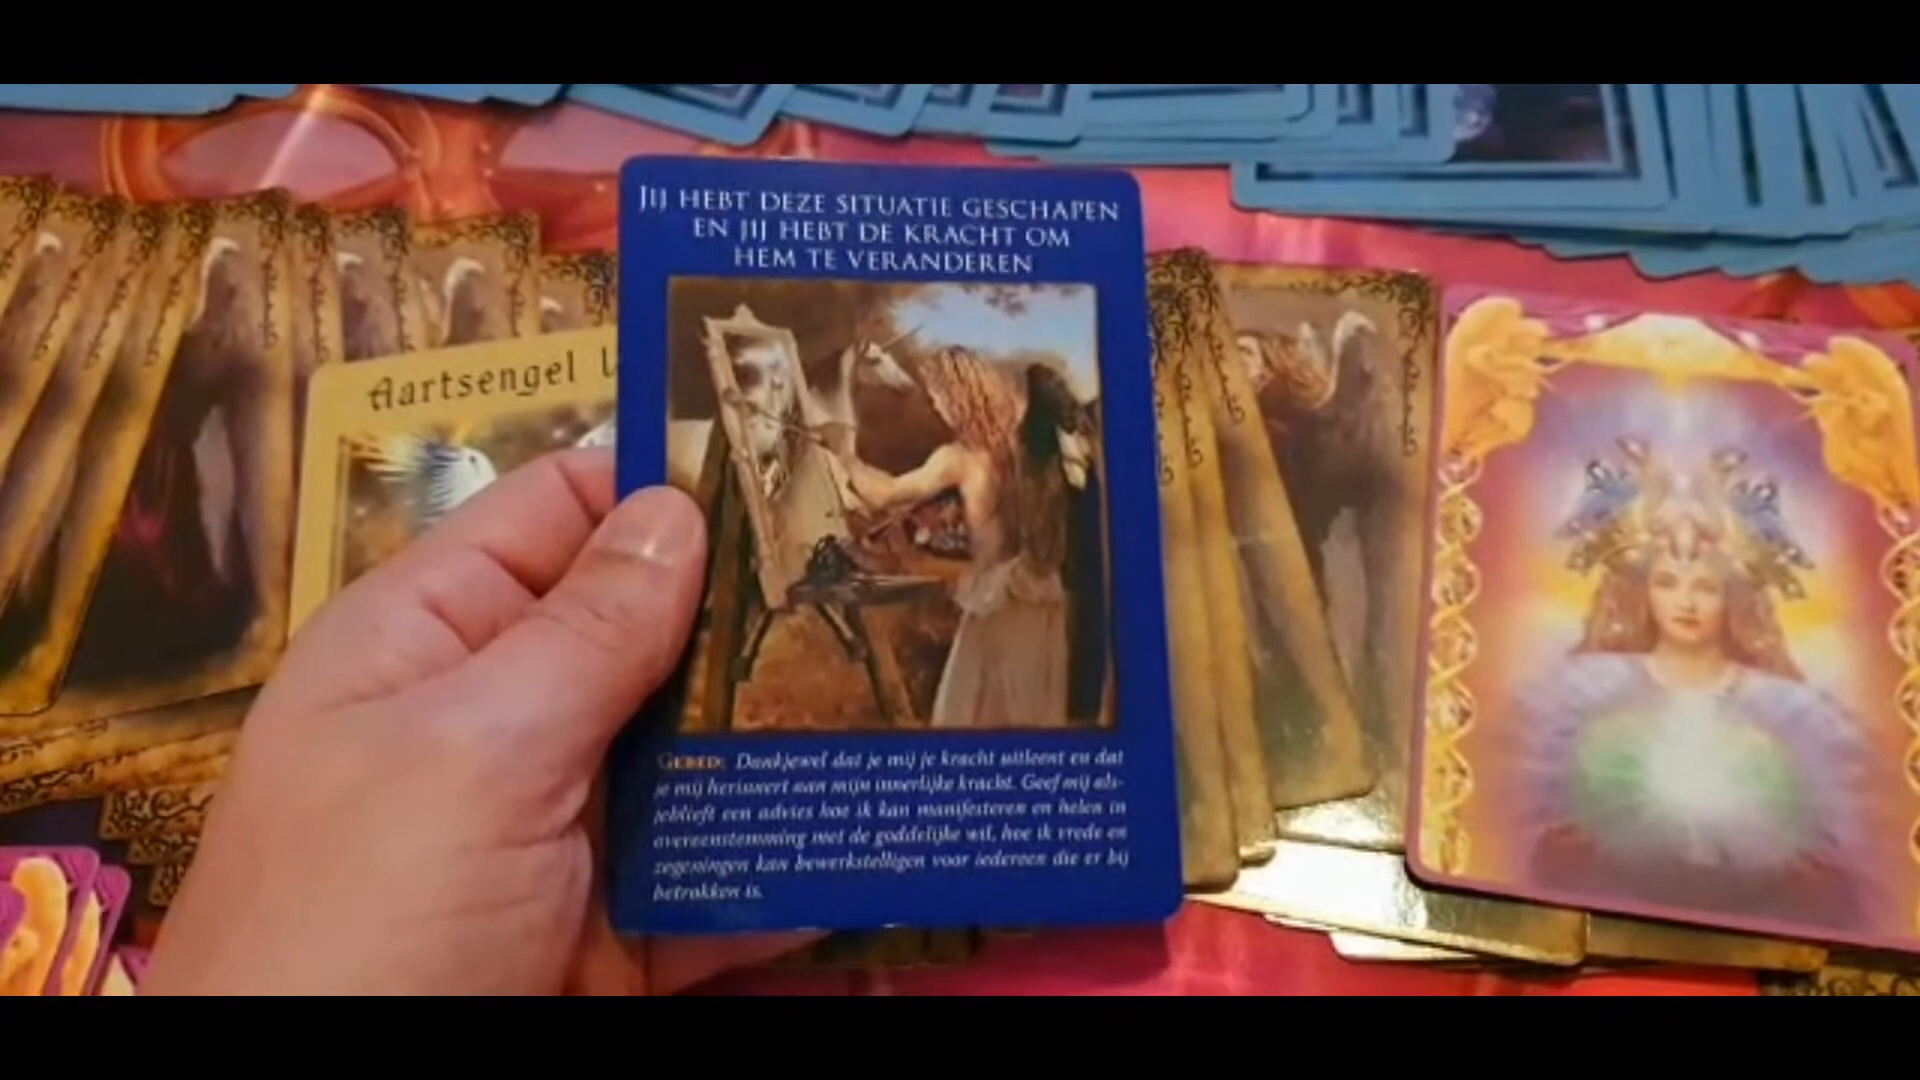 JIJ HEBT DEZE SITUATIE GESCHAPEN
EN JIJ HEBT DE KRACHT OM
HEM TE VERANDEREN
Aartsengel
GEBED: Dankjewel dat je mij je kracht uitleent en dat
je mij herinnert aan mijn innerlijke kracht. Geef mij als-
jeblieft een advies hoe ik kan manifesteren en helen in
overeenstemming met de goddelijke wil, hoe ik vrede en
zegeningen kan bewerkstelligen voor iedereen die er bij
betrokken is.